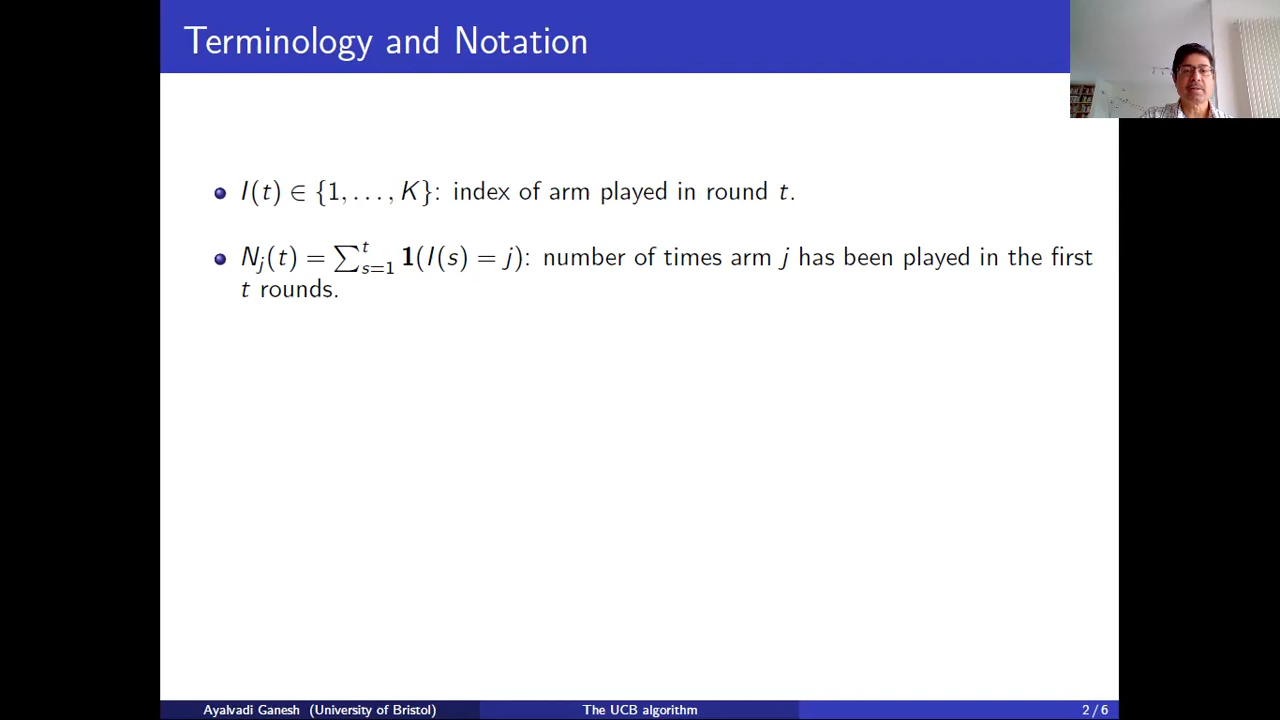 Terminology and Notation
I(t) ∈ {1, . . . , K}: index of arm played in round t.
N_j(t) = ∑_{s=1}^{t} 1(I(s) = j): number of times arm j has been played in the first
t rounds.
Ayalvadi Ganesh (University of Bristol) The UCB algorithm 2 / 6